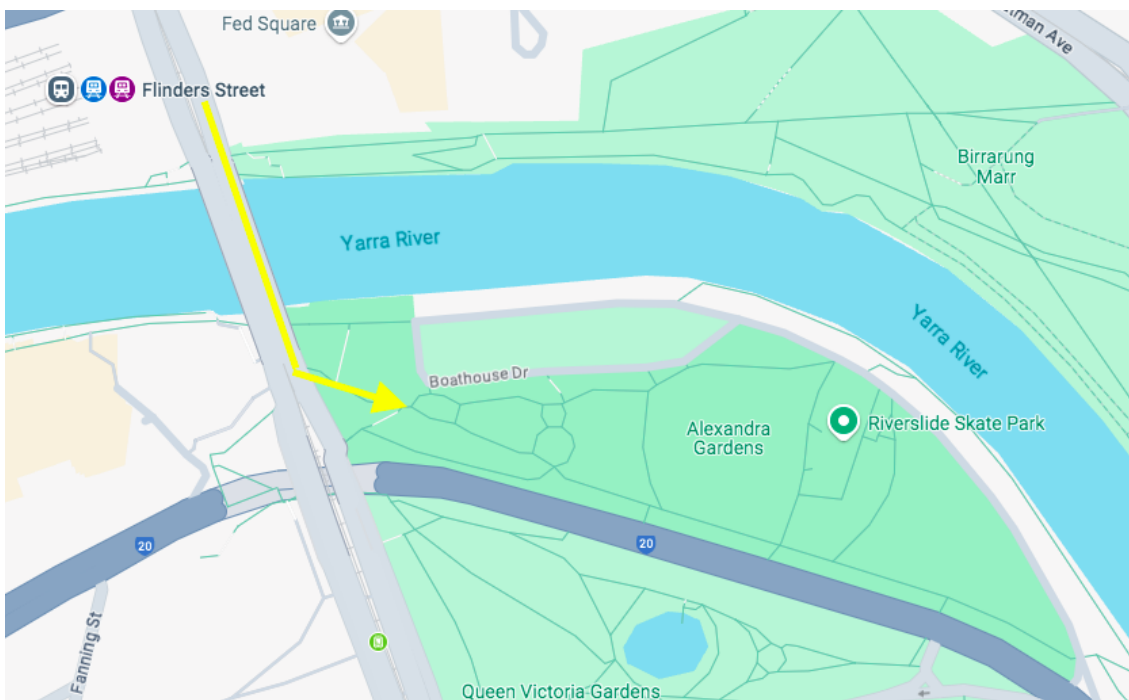 Fed Square
Flinders Street
Birrarung
Marr
Yarra River
Yarra River
Boathouse Dr
Alexandra
Gardens
Riverslide Skate Park
20
20
Fanning St
Queen Victoria Gardens